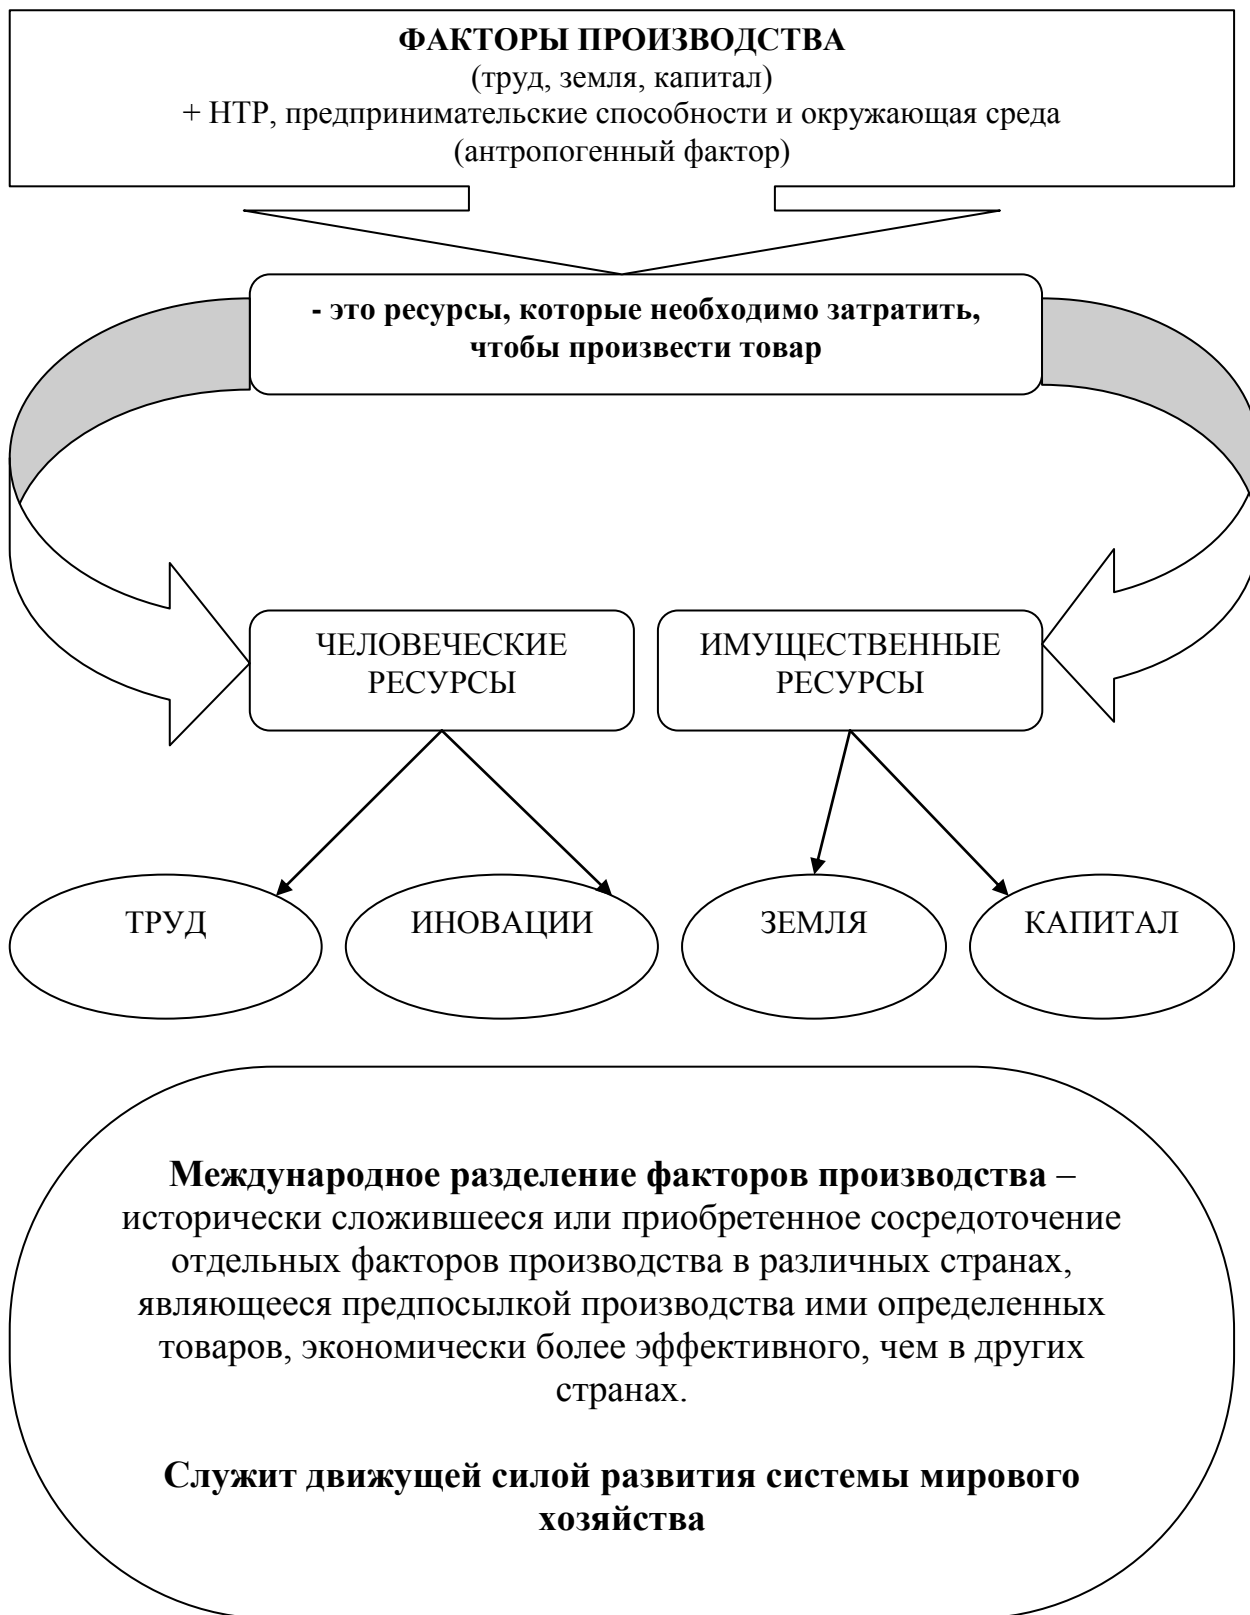 ФАКТОРЫ ПРОИЗВОДСТВА
(труд, земля, капитал)
+ НТР, предпринимательские способности и окружающая среда
(антропогенный фактор)
- это ресурсы, которые необходимо затратить,
чтобы произвести товар
ЧЕЛОВЕЧЕСКИЕ
РЕСУРСЫ
ИМУЩЕСТВЕННЫЕ
РЕСУРСЫ
ТРУД
ИНОВАЦИИ
ЗЕМЛЯ
КАПИТАЛ
Международное разделение факторов производства –
исторически сложившееся или приобретенное сосредоточение
отдельных факторов производства в различных странах,
являющееся предпосылкой производства ими определенных
товаров, экономически более эффективного, чем в других
странах.
Служит движущей силой развития системы мирового
хозяйства